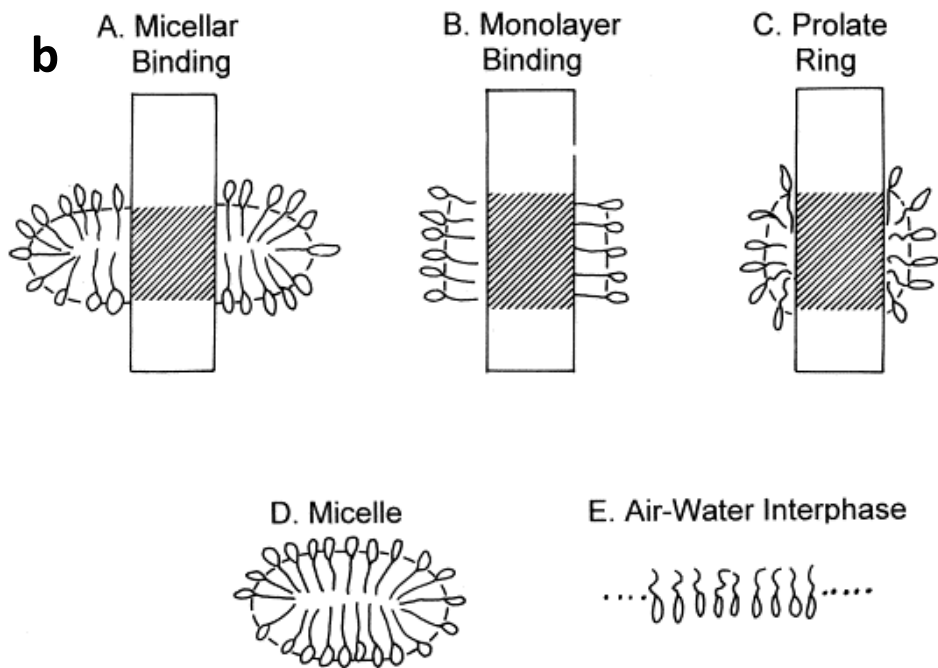 b
A. Micellar
Binding
B. Monolayer
Binding
C. Prolate
Ring
D. Micelle
E. Air-Water Interphase